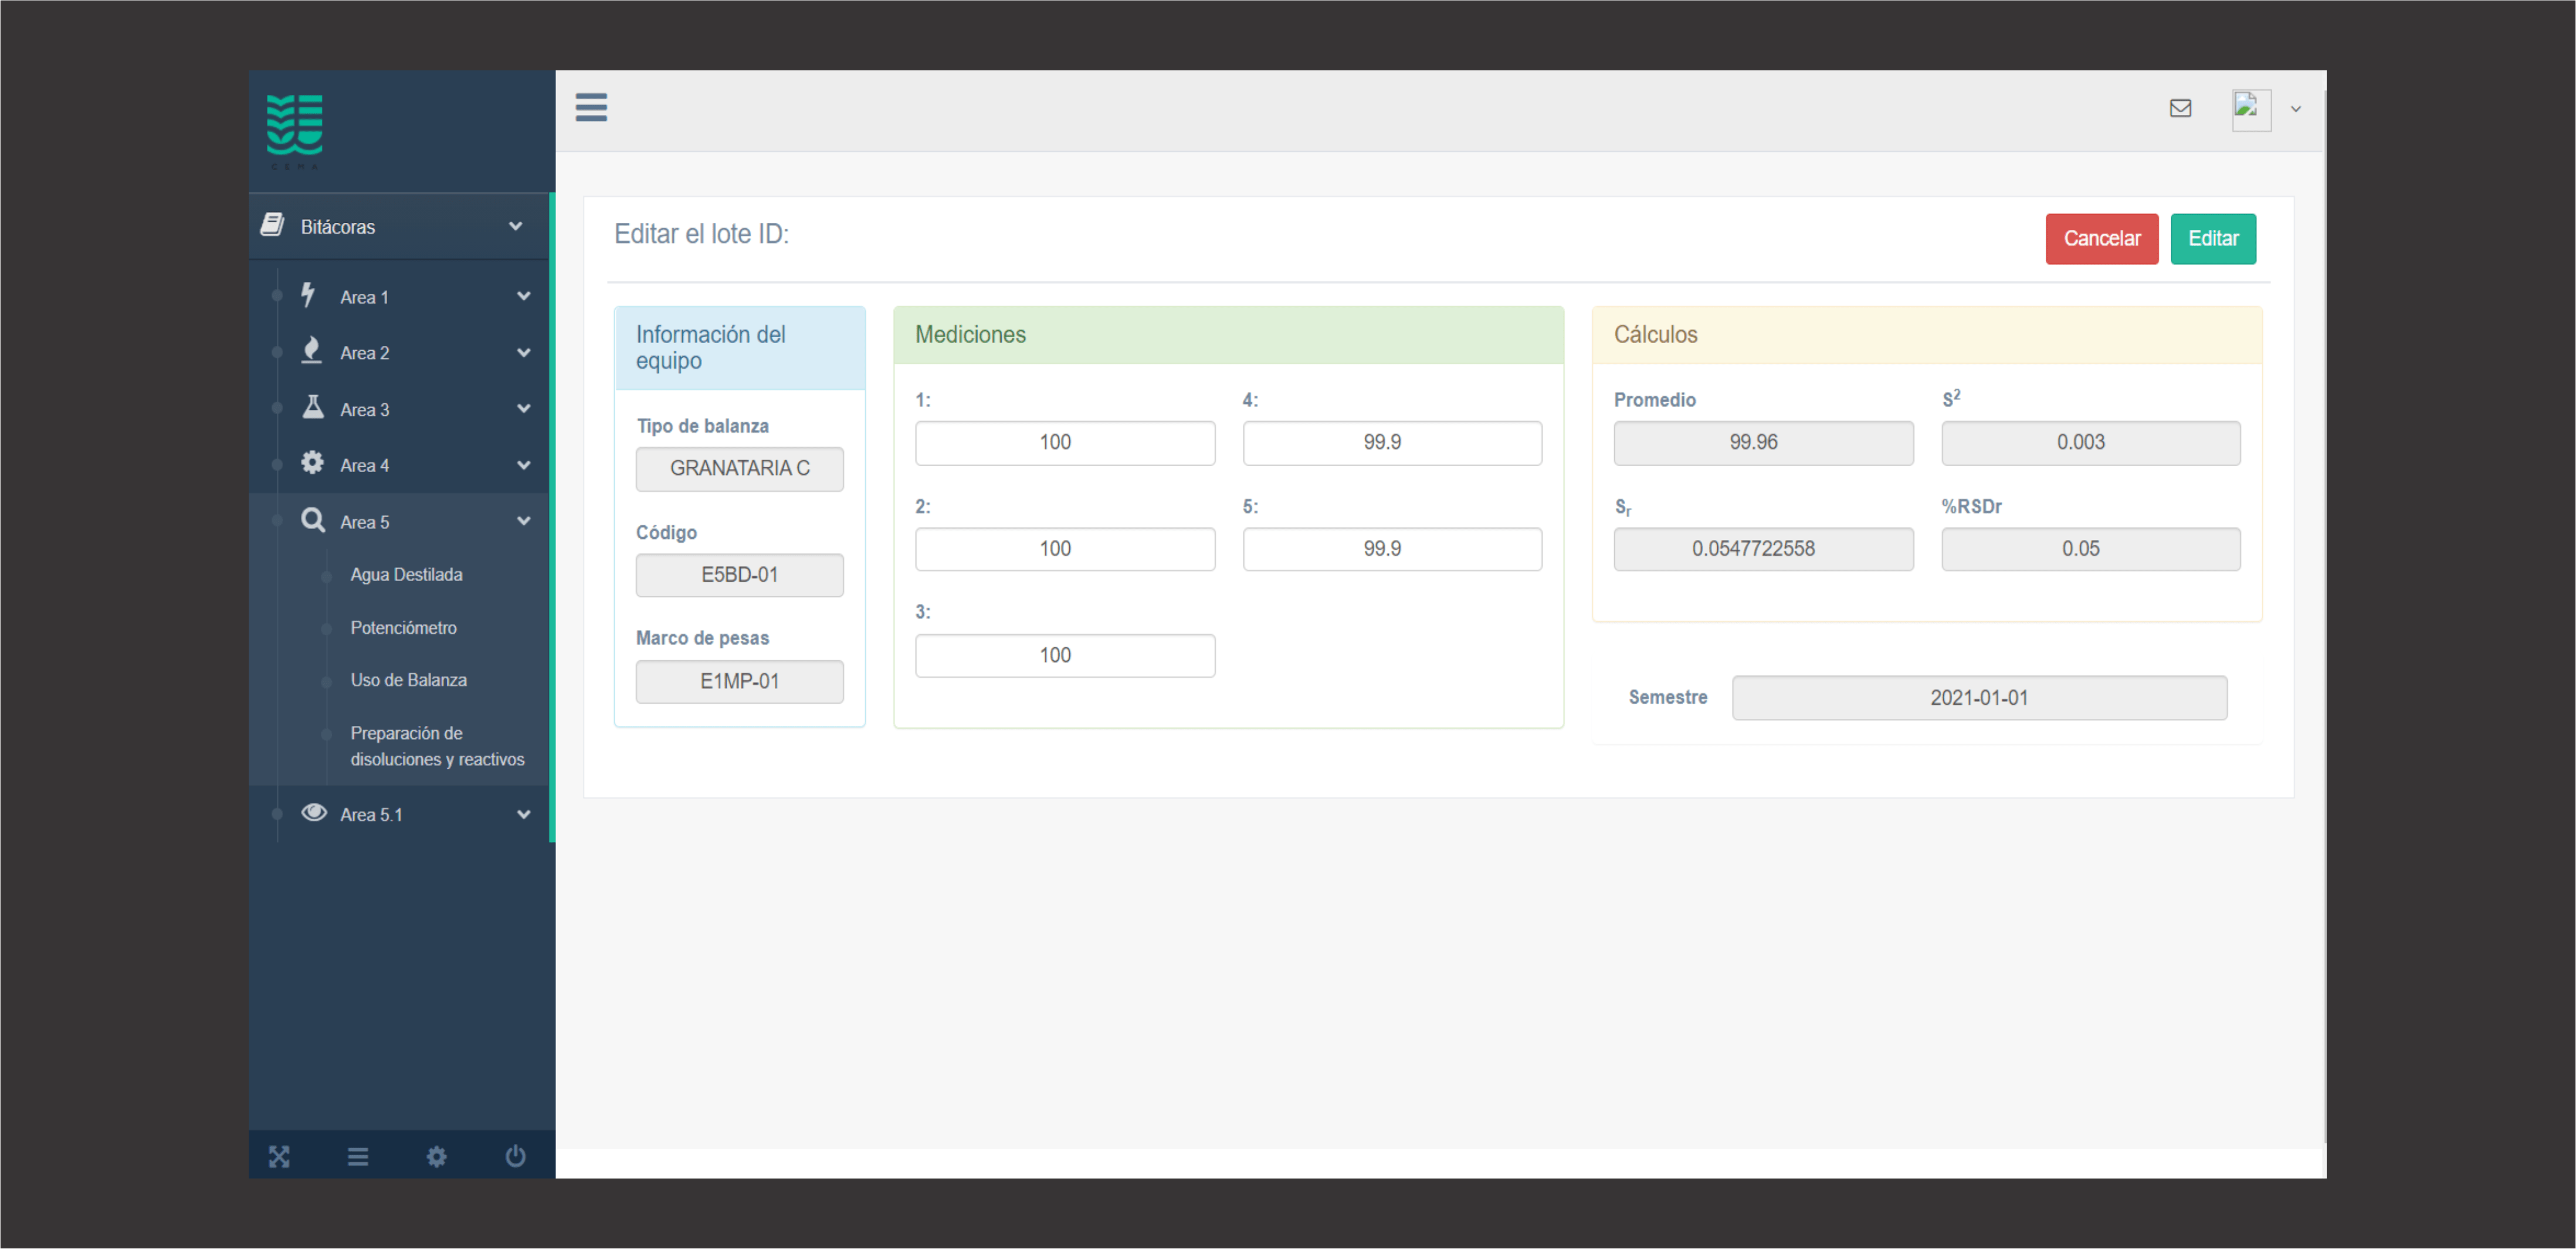 CEMA
Bitácoras
Area 1
Area 2
Area 3
Area 4
Area 5
Agua Destilada
Potenciómetro
Uso de Balanza
Preparación de
disoluciones y reactivos
Area 5.1
Editar el lote ID:
Cancelar
Editar
Información del
equipo
Tipo de balanza
GRANATARIA C
Código
E5BD-01
Marco de pesas
E1MP-01
Mediciones
1:
100
4:
99.9
2:
100
5:
99.9
3:
100
Cálculos
Promedio
99.96
S²
0.003
Sᵣ
0.0547722558
%RSDr
0.05
Semestre
2021-01-01